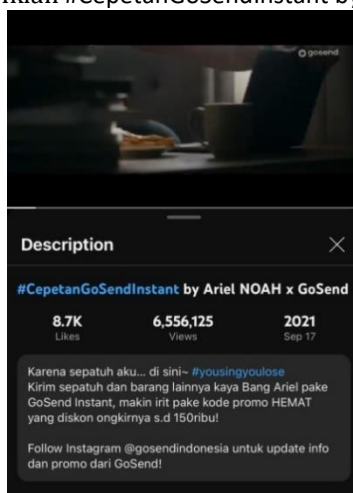 gosend
Description
#CepetanGoSendInstant by Ariel NOAH x GoSend
8.7K 6,556,125 2021
Likes Views Sep 17
Karena sepatuh aku... di sini~ #yousingyoulose
Kirim sepatuh dan barang lainnya kaya Bang Ariel pake
GoSend Instant, makin irit pake kode promo HEMAT
yang diskon ongkirnya s.d 150ribu!
Follow Instagram @gosendindonesia untuk update info
dan promo dari GoSend!